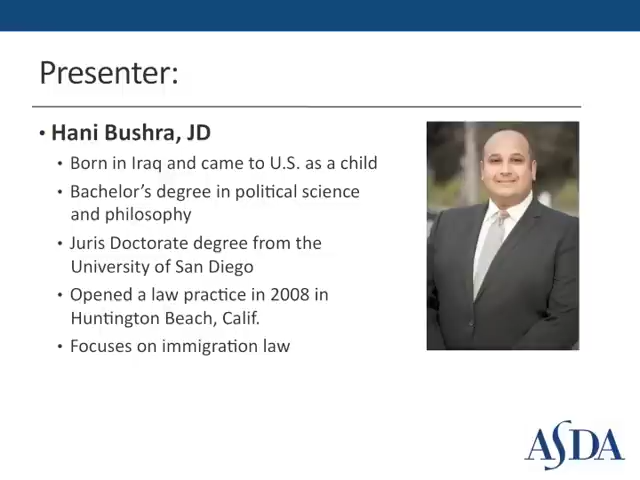 Presenter:
• Hani Bushra, JD
• Born in Iraq and came to U.S. as a child
• Bachelor's degree in political science
and philosophy
• Juris Doctorate degree from the
University of San Diego
• Opened a law practice in 2008 in
Huntington Beach, Calif.
• Focuses on immigration law
ASDA